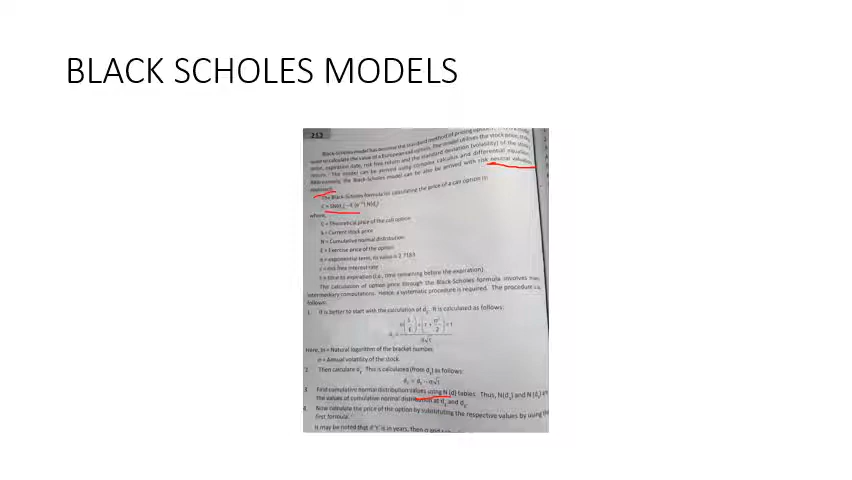 BLACK SCHOLES MODELS
212
Black-Scholes model has become the standard method of pricing
used to calculate the value of a European call option. The model utilises the stock price,
price, expiration date, risk free return and the standard deviation (volatility) of the stock
return. The model can be arrived using complex calculus and differential equation.
Alternatively, the Black-Scholes model can be also be arrived with risk neutral valuation
The Black-Scholes formula for calculating the price of a call option is:
where,
C = Theoretical price of the call option
S = Current stock price
N = Cumulative normal distribution
E = Exercise price of the option
e = exponential term, its value is 2.7183
r = risk free interest rate
t = time to expiration (i.e., time remaining before the expiration).
The calculation of option price through the Black-Scholes formula involves
intermediary computations. Hence, a systematic procedure is required. The procedure is
follows:
1. It is better to start with the calculation of d₁. It is calculated as follows:
Here, ln = Natural logarithm of the bracket number.
σ = Annual volatility of the stock.
2. Then calculate d₂. This is calculated (from d₁) as follows:
d₂ = d₁ – σ√t
3. Find cumulative normal distribution values using N (d) tables. Thus, N(d₁) and N (d₂) are
the values of cumulative normal distribution at d₁ and d₂.
4. Now calculate the price of the option by substituting the respective values by using the
first formula.
It may be noted that if 't' is in years, then